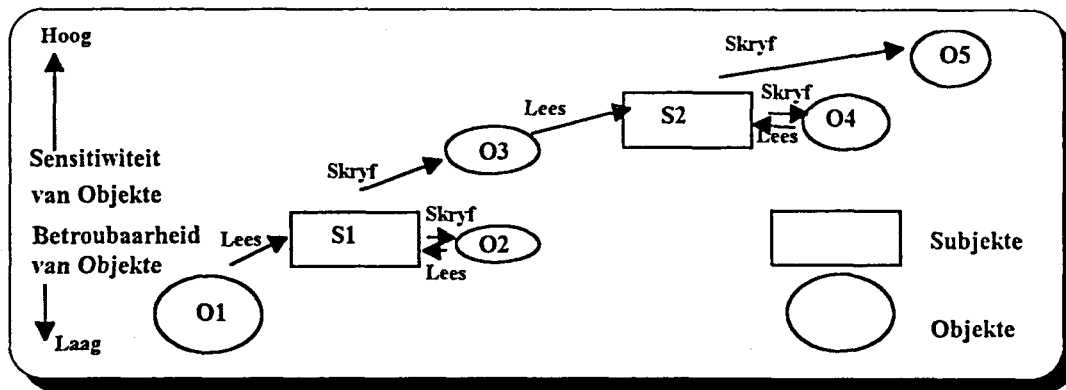 Hoog
Sensitiwiteit
van Objekte
Betroubaarheid
van Objekte
Laag
O1
Lees
S1
Skryf
Lees
O2
Skryf
O3
Lees
S2
Skryf
Lees
O4
Skryf
O5
Subjekte
Objekte